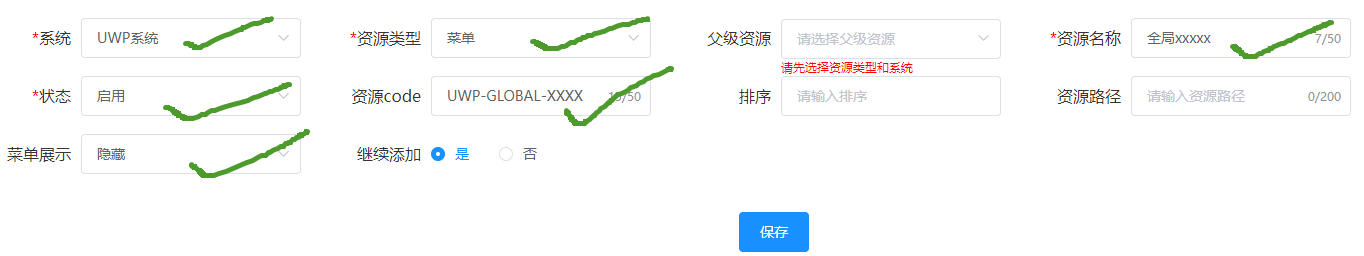 *系统 UWP系统 *资源类型 菜单 父级资源 请选择父级资源 *资源名称 全局xxxxx 7/50
请先选择资源类型和系统
*状态 启用 资源code UWP-GLOBAL-XXXX 15/50 排序 请输入排序 资源路径 请输入资源路径 0/200
菜单展示 隐藏 继续添加 是 否
保存